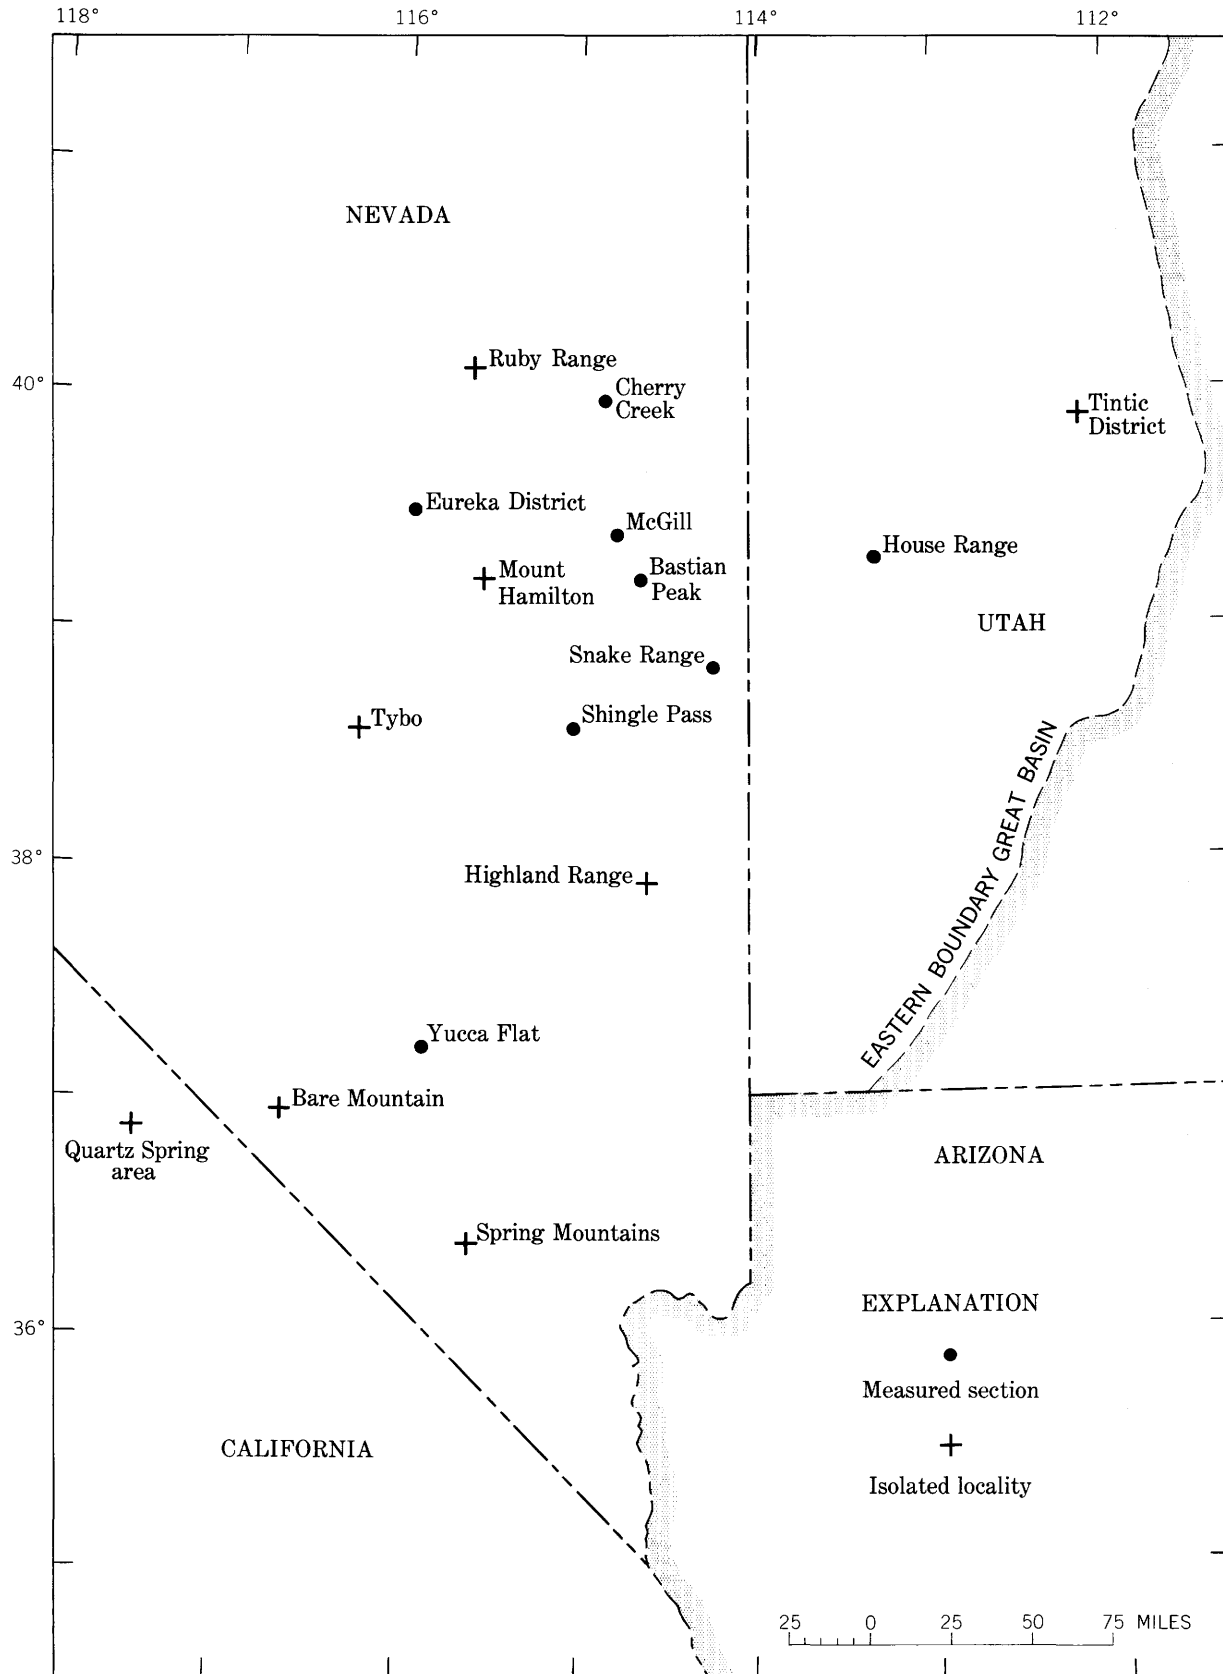 118°
116°
114°
112°
NEVADA
Ruby Range
40°
Cherry
Creek
Tintic
District
Eureka District
McGill
House Range
Mount
Hamilton
Bastian
Peak
UTAH
Snake Range
Tybo
Shingle Pass
EASTERN BOUNDARY GREAT BASIN
38°
Highland Range
Yucca Flat
Bare Mountain
Quartz Spring
area
ARIZONA
Spring Mountains
EXPLANATION
36°
Measured section
CALIFORNIA
Isolated locality
25 0 25 50 75 MILES